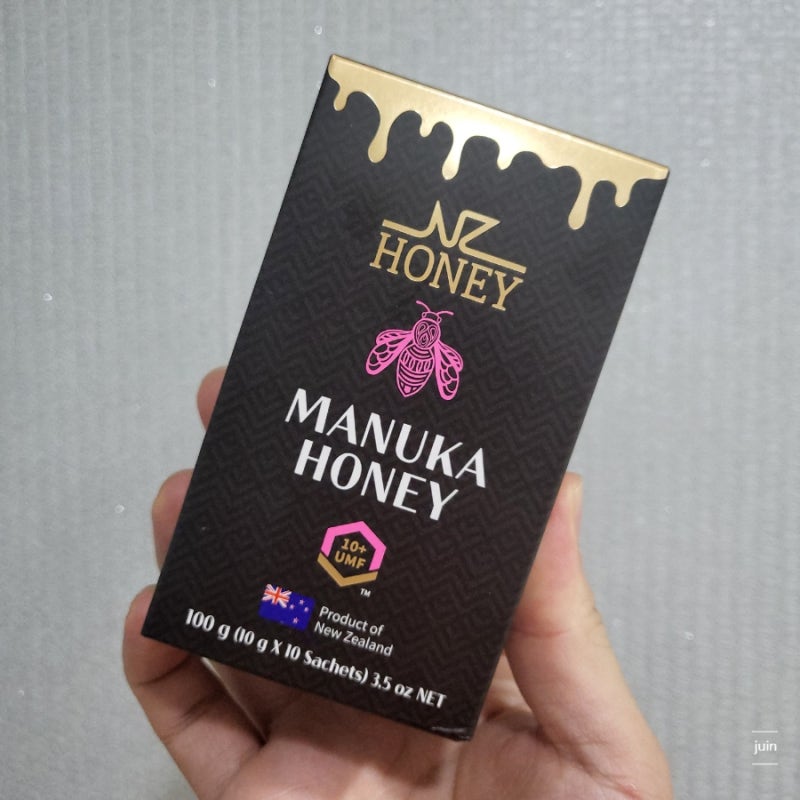 NZ
HONEY
MANUKA
HONEY
10+
UMF
TM
Product of
New Zealand
100 g (10 g X 10 Sachets) 3.5 oz NET
juin